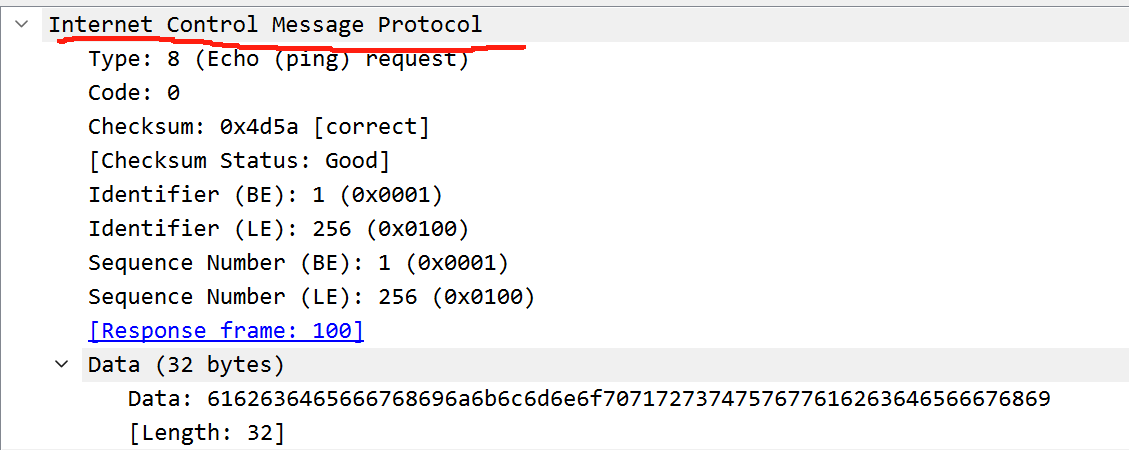 Internet Control Message Protocol
Type: 8 (Echo (ping) request)
Code: 0
Checksum: 0x4d5a [correct]
[Checksum Status: Good]
Identifier (BE): 1 (0x0001)
Identifier (LE): 256 (0x0100)
Sequence Number (BE): 1 (0x0001)
Sequence Number (LE): 256 (0x0100)
[Response frame: 100]
Data (32 bytes)
Data: 6162636465666768696a6b6c6d6e6f7071727374757677616263646566676869
[Length: 32]